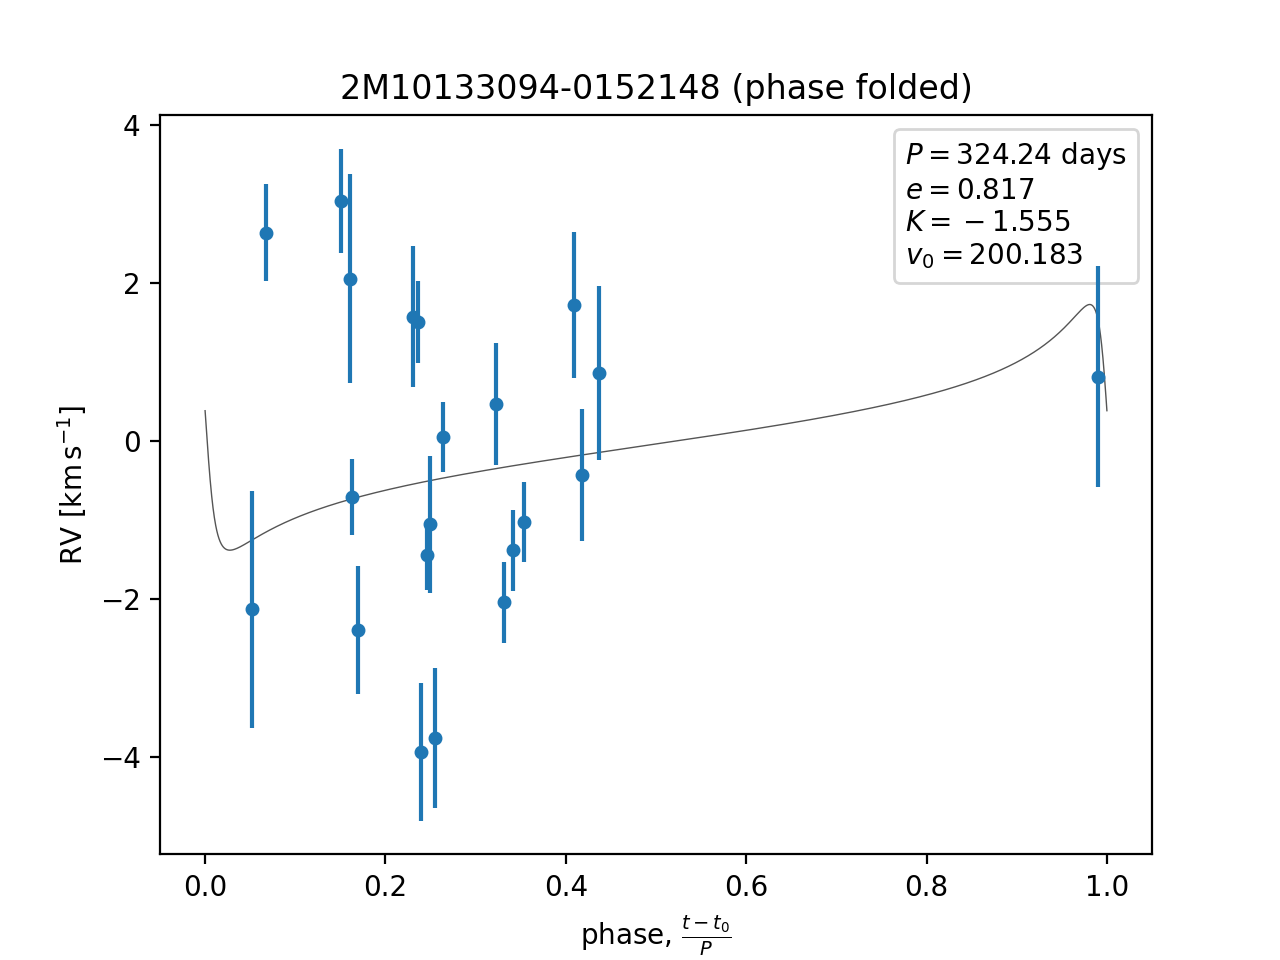 2M10133094-0152148 (phase folded)
P = 324.24 days
e = 0.817
K = − 1.555
v₀ = 200.183
4
2
0
−2
−4
RV [km s⁻¹]
0.0 0.2 0.4 0.6 0.8 1.0
phase, (t − t₀)/P